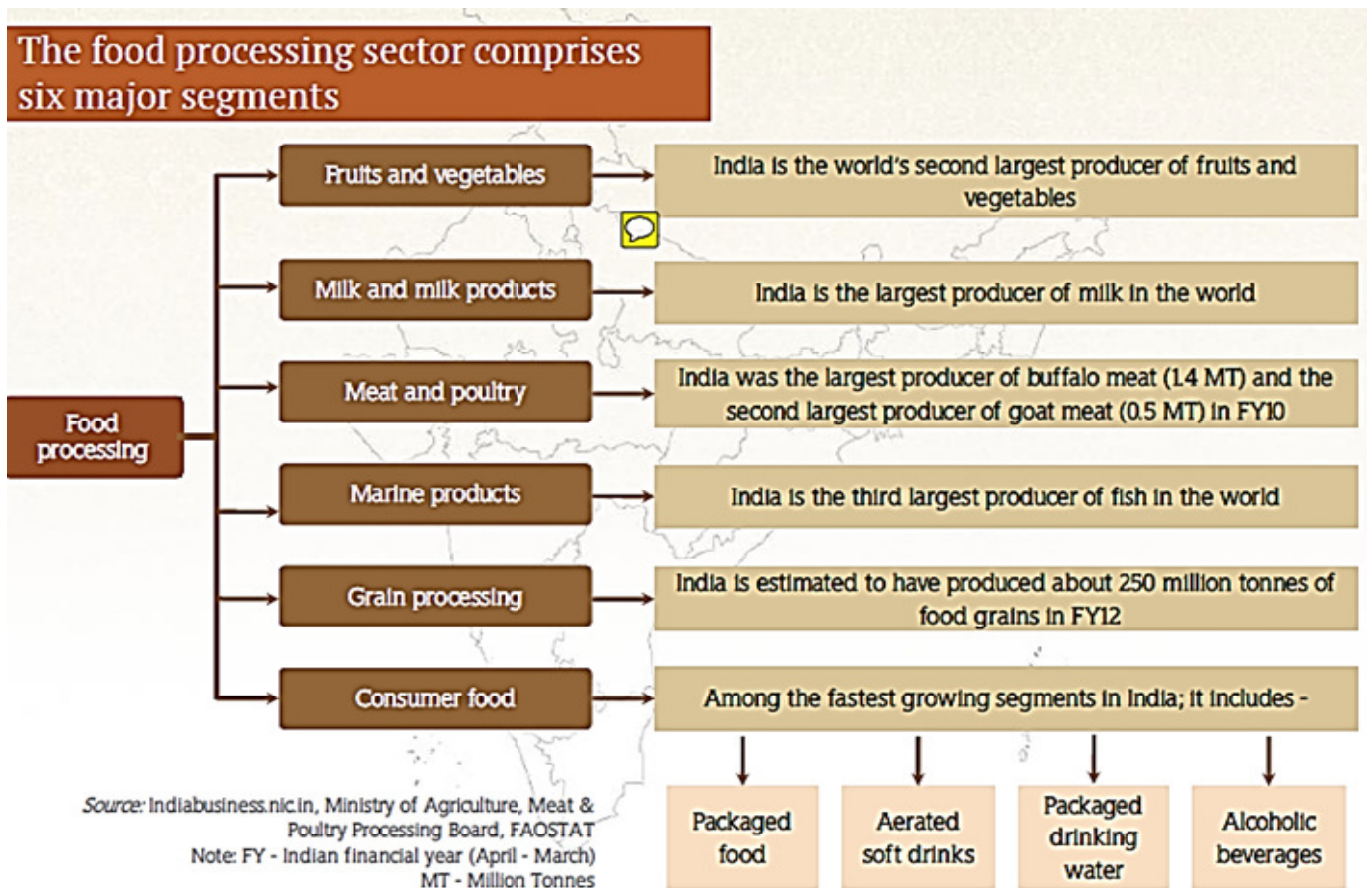 The food processing sector comprises
six major segments
Food
processing
Fruits and vegetables
India is the world's second largest producer of fruits and
vegetables
Milk and milk products
India is the largest producer of milk in the world
Meat and poultry
India was the largest producer of buffalo meat (1.4 MT) and the
second largest producer of goat meat (0.5 MT) in FY10
Marine products
India is the third largest producer of fish in the world
Grain processing
India is estimated to have produced about 250 million tonnes of
food grains in FY12
Consumer food
Among the fastest growing segments in India; it includes -
Packaged
food
Aerated
soft drinks
Packaged
drinking
water
Alcoholic
beverages
Source: Indiabusiness.nic.in, Ministry of Agriculture, Meat &
Poultry Processing Board, FAOSTAT
Note: FY - Indian financial year (April - March)
MT - Million Tonnes